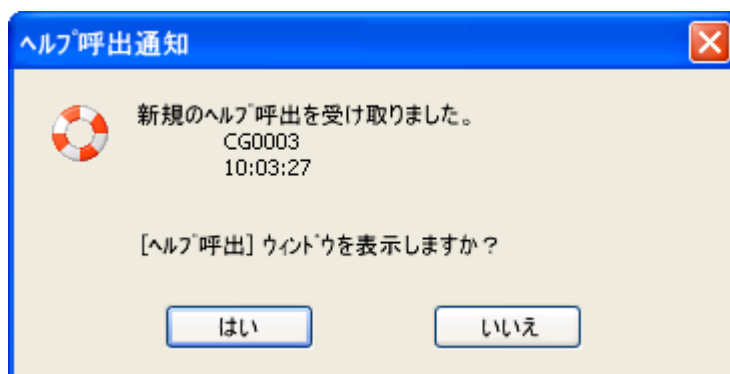 ヘルプ呼出通知
新規のヘルプ呼出を受け取りました。
CG0003
10:03:27
[ヘルプ呼出] ウィンドウを表示しますか？
はい
いいえ